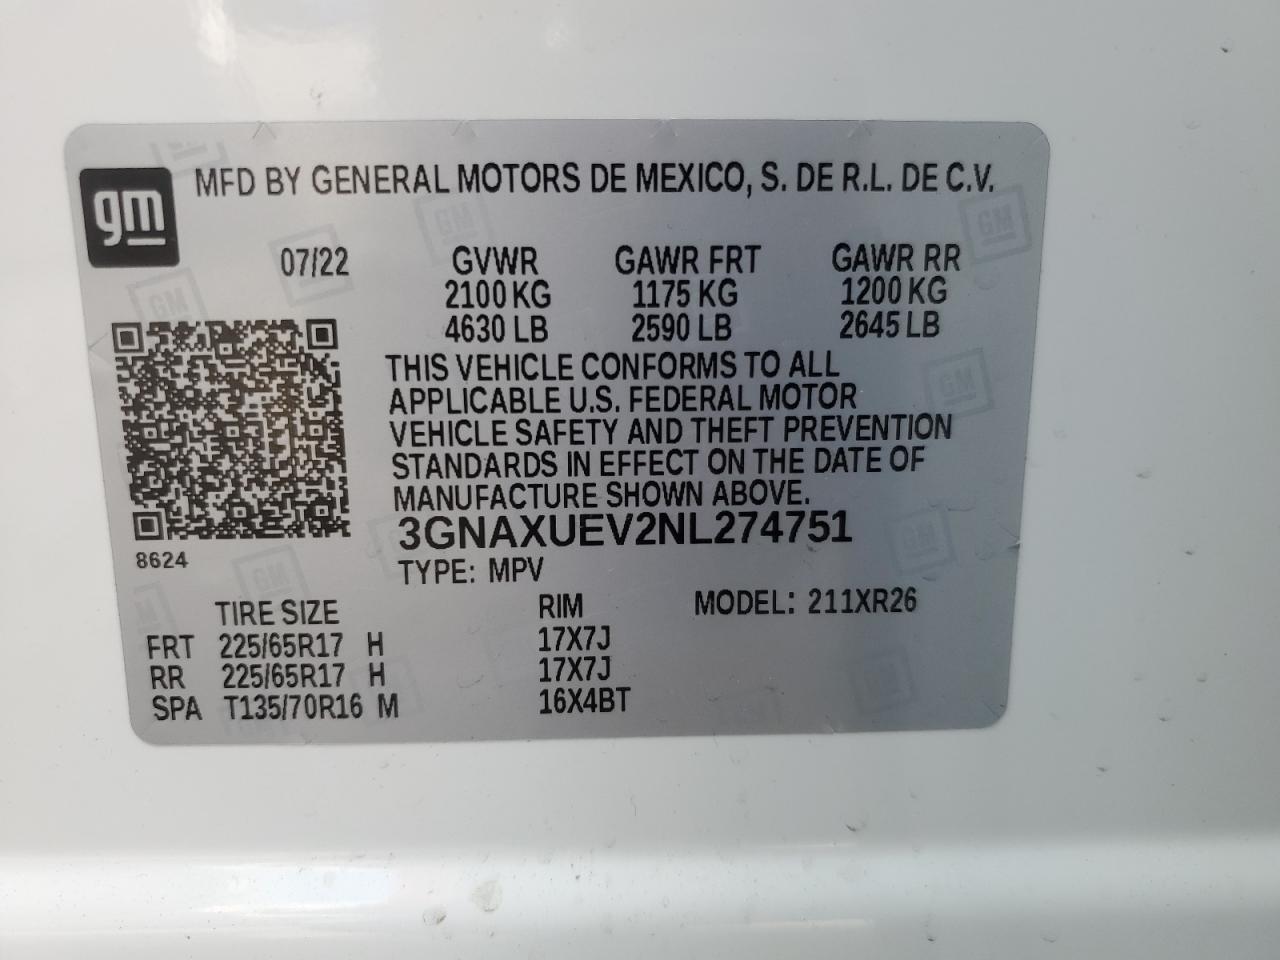 gm
MFD BY GENERAL MOTORS DE MEXICO, S. DE R.L. DE C.V.
07/22 GVWR GAWR FRT GAWR RR
2100 KG 1175 KG 1200 KG
4630 LB 2590 LB 2645 LB
THIS VEHICLE CONFORMS TO ALL
APPLICABLE U.S. FEDERAL MOTOR
VEHICLE SAFETY AND THEFT PREVENTION
STANDARDS IN EFFECT ON THE DATE OF
MANUFACTURE SHOWN ABOVE.
3GNAXUEV2NL274751
8624
TYPE: MPV
TIRE SIZE RIM MODEL: 211XR26
FRT 225/65R17 H 17X7J
RR 225/65R17 H 17X7J
SPA T135/70R16 M 16X4BT